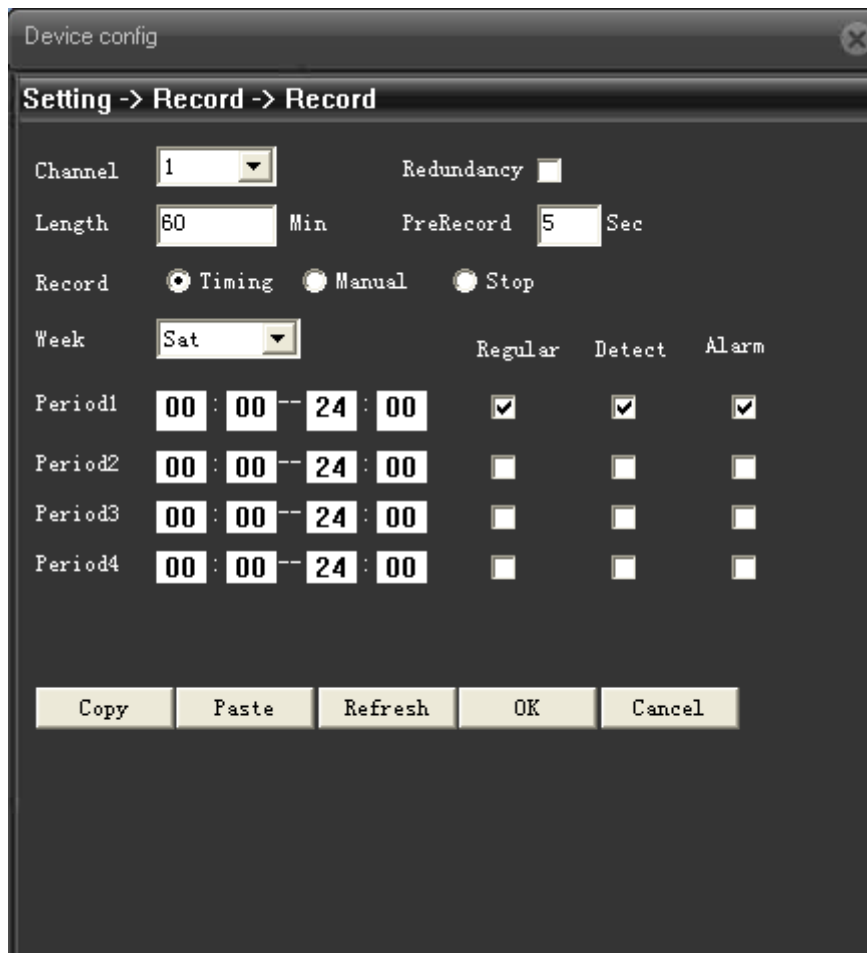 Device config
Setting -> Record -> Record
Channel 1 Redundancy
Length 60 Min PreRecord 5 Sec
Record Timing Manual Stop
Week Sat Regular Detect Alarm
Period1 00 : 00 -- 24 : 00
Period2 00 : 00 -- 24 : 00
Period3 00 : 00 -- 24 : 00
Period4 00 : 00 -- 24 : 00
Copy Paste Refresh OK Cancel